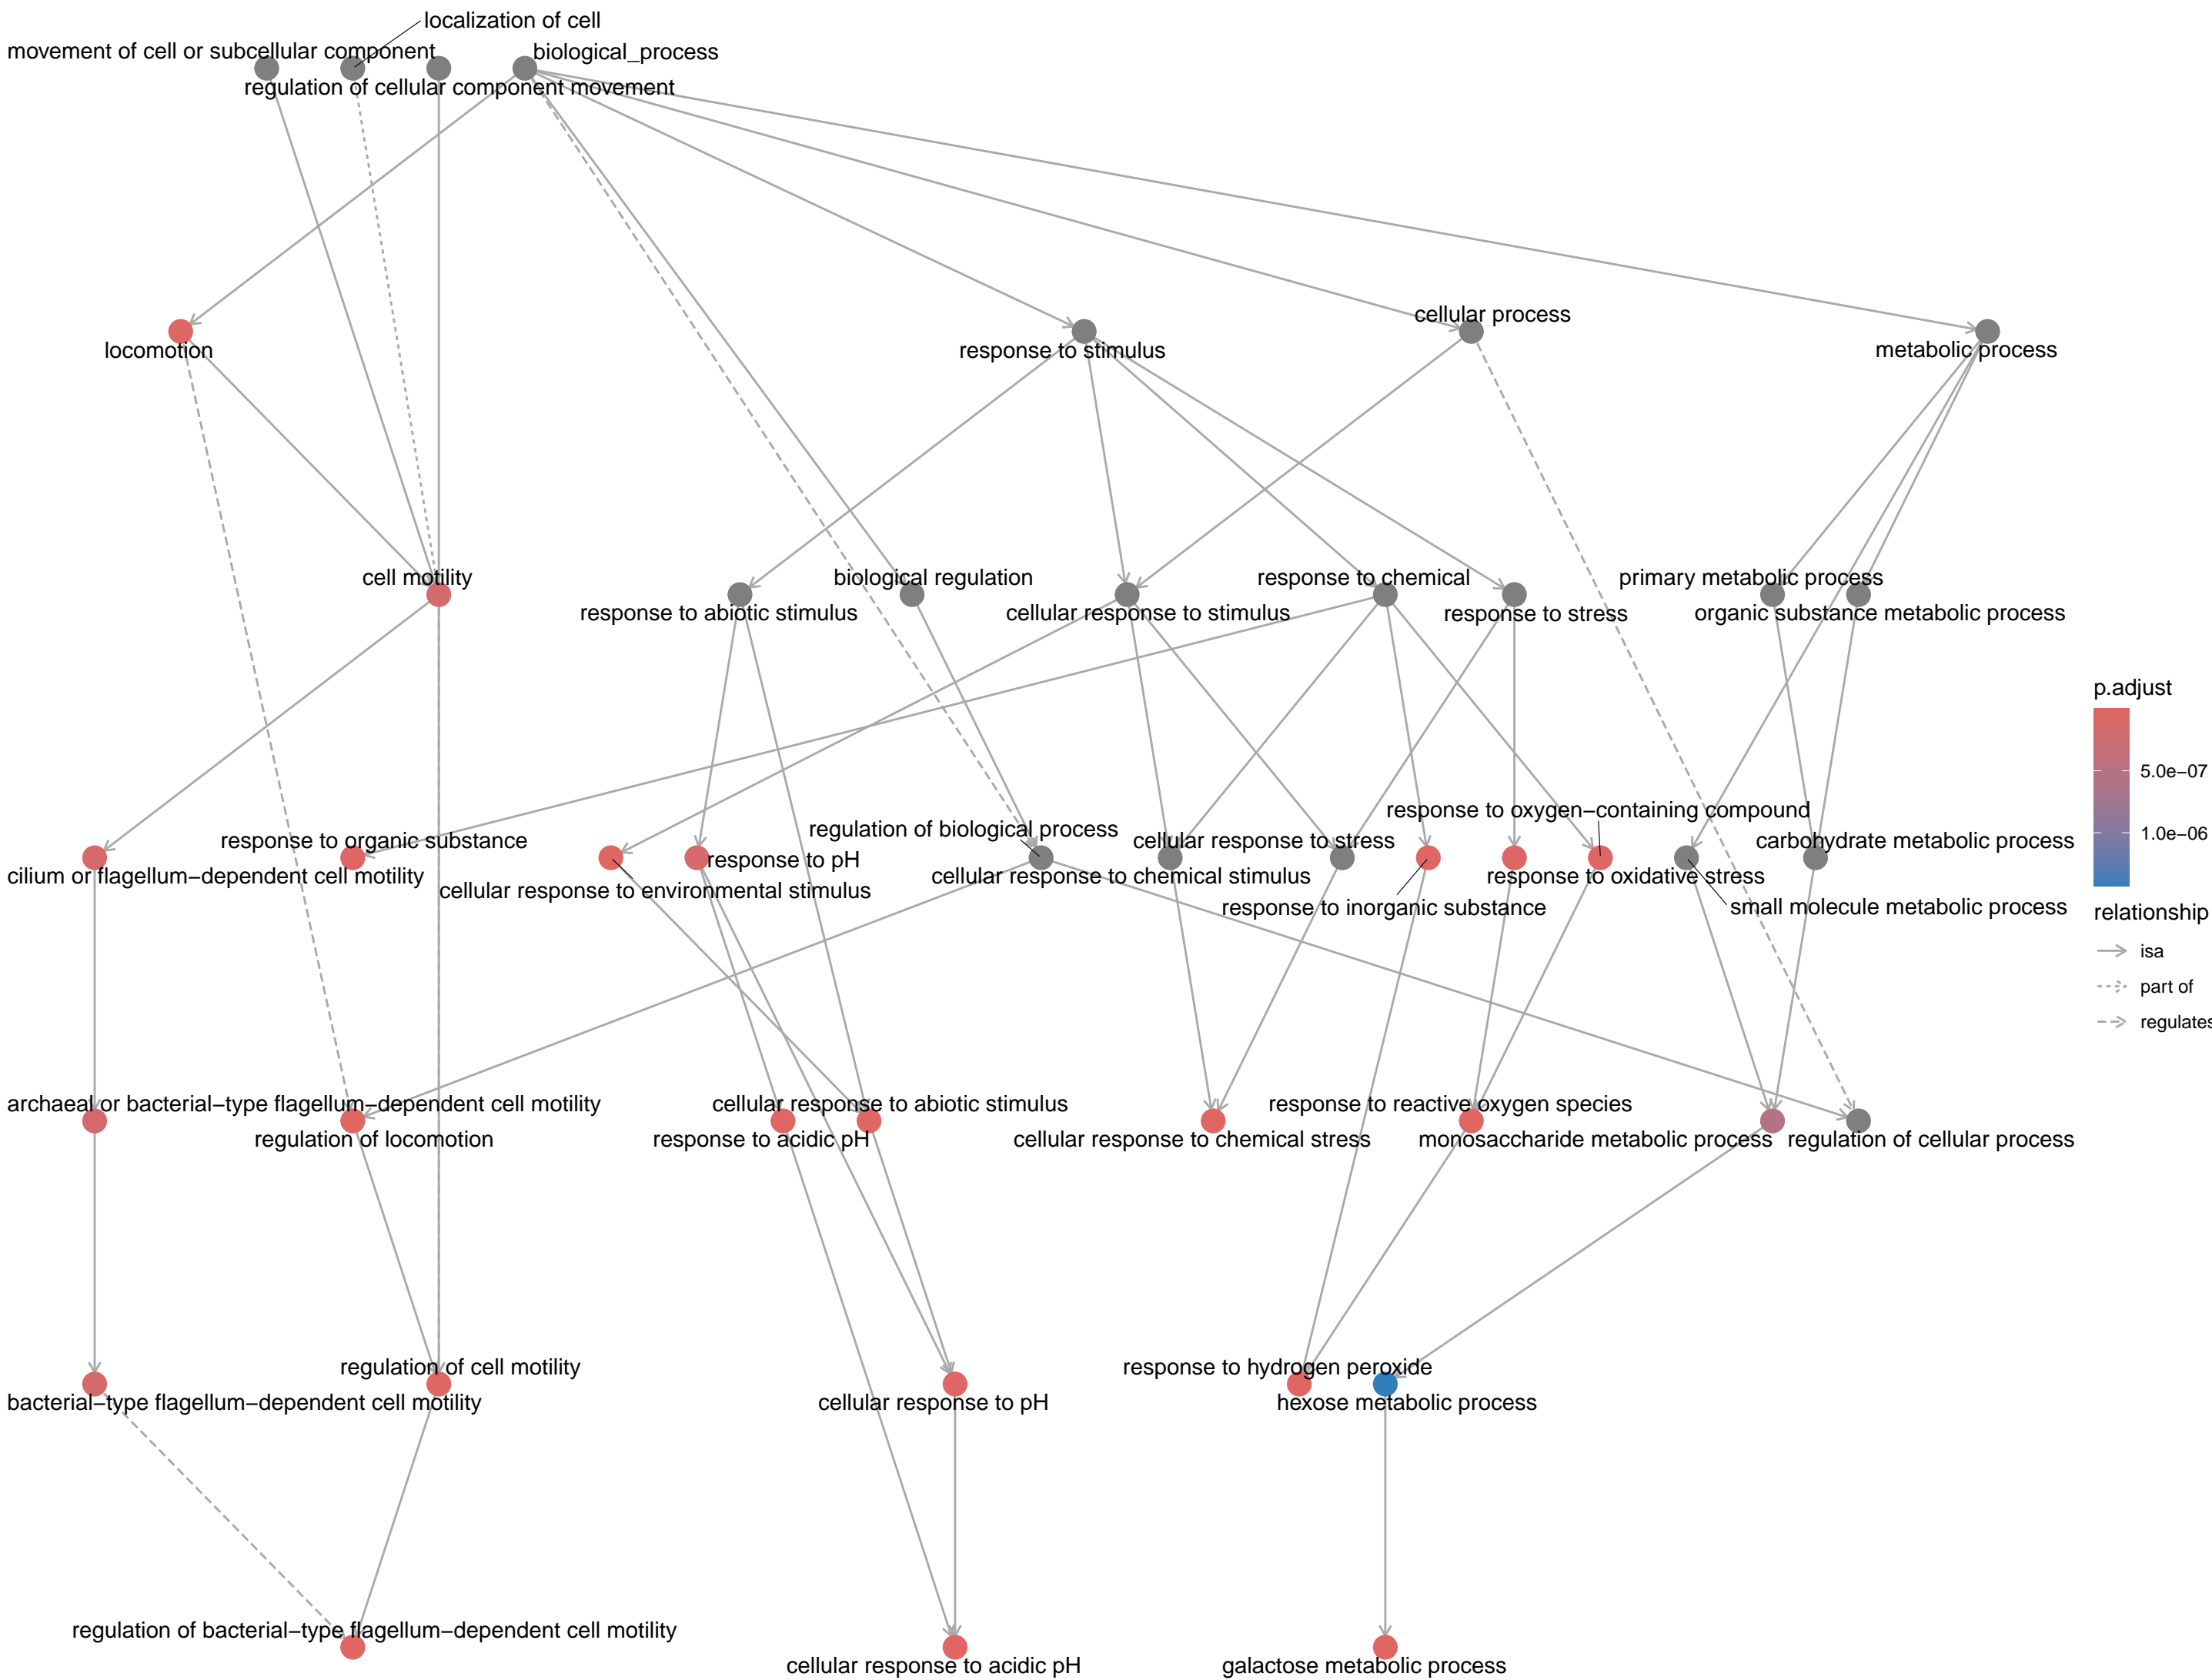 localization of cell
movement of cell or subcellular component
biological_process
regulation of cellular component movement
cellular process
locomotion
response to stimulus
metabolic process
cell motility
biological regulation
response to chemical
primary metabolic process
response to abiotic stimulus
cellular response to stimulus
response to stress
organic substance metabolic process
p.adjust
5.0e−07
1.0e−06
response to oxygen−containing compound
regulation of biological process
response to organic substance
cellular response to stress
carbohydrate metabolic process
response to pH
cilium or flagellum−dependent cell motility
cellular response to chemical stimulus
response to oxidative stress
cellular response to environmental stimulus
response to inorganic substance
small molecule metabolic process
relationship
isa
part of
regulates
archaeal or bacterial−type flagellum−dependent cell motility
cellular response to abiotic stimulus
response to reactive oxygen species
regulation of locomotion
response to acidic pH
cellular response to chemical stress
monosaccharide metabolic process
regulation of cellular process
regulation of cell motility
response to hydrogen peroxide
bacterial−type flagellum−dependent cell motility
cellular response to pH
hexose metabolic process
regulation of bacterial−type flagellum−dependent cell motility
cellular response to acidic pH
galactose metabolic process